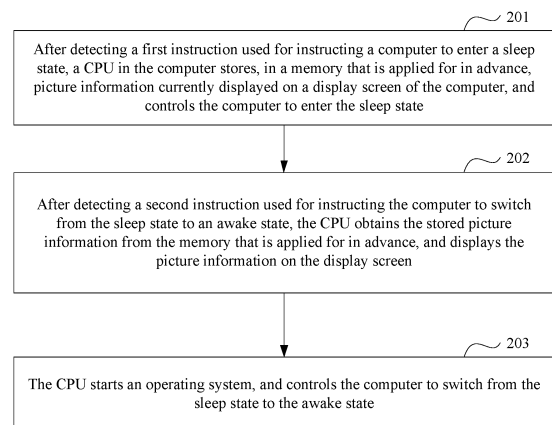 201
After detecting a first instruction used for instructing a computer to enter a sleep
state, a CPU in the computer stores, in a memory that is applied for in advance,
picture information currently displayed on a display screen of the computer, and
controls the computer to enter the sleep state
202
After detecting a second instruction used for instructing the computer to switch
from the sleep state to an awake state, the CPU obtains the stored picture
information from the memory that is applied for in advance, and displays the
picture information on the display screen
203
The CPU starts an operating system, and controls the computer to switch from the
sleep state to the awake state